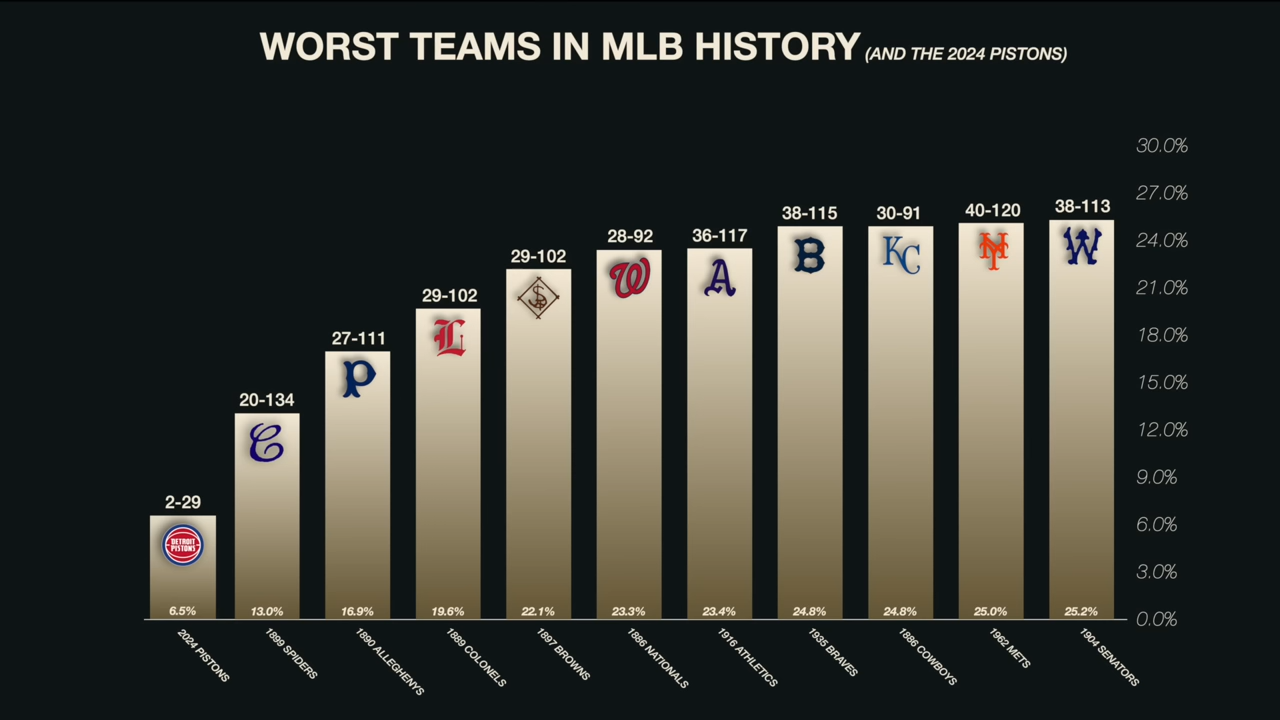 WORST TEAMS IN MLB HISTORY (AND THE 2024 PISTONS)
30.0%
27.0%
24.0%
21.0%
18.0%
15.0%
12.0%
9.0%
6.0%
3.0%
0.0%
2-29
20-134
27-111
29-102
29-102
28-92
36-117
38-115
30-91
40-120
38-113
DETROIT
PISTONS
C
P
L
STL
W
A
B
KC
NY
W
6.5%
13.0%
16.9%
19.6%
22.1%
23.3%
23.4%
24.8%
24.8%
25.0%
25.2%
2024 PISTONS
1899 SPIDERS
1890 ALLEGHENYS
1889 COLONELS
1897 BROWNS
1886 NATIONALS
1916 ATHLETICS
1935 BRAVES
1886 COWBOYS
1962 METS
1904 SENATORS